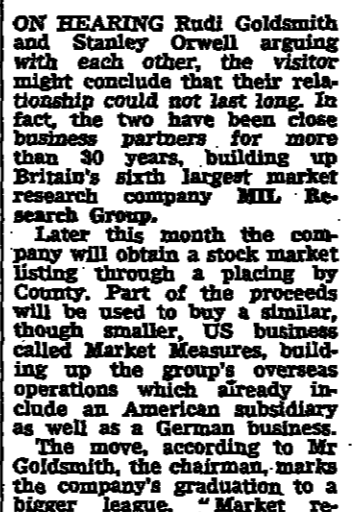 ON HEARING Rudi Goldsmith
and Stanley Orwell arguing
with each other, the visitor
might conclude that their rela-
tionship could not last long. In
fact, the two have been close
business partners for more
than 30 years, building up
Britain's sixth largest market
research company MIL Re-
search Group.
Later this month the com-
pany will obtain a stock market
listing through a placing by
County. Part of the proceeds
will be used to buy a similar,
though smaller, US business
called Market Measures, build-
ing up the group's overseas
operations which already in-
clude an American subsidiary
as well as a German business.
The move, according to Mr
Goldsmith, the chairman, marks
the company's graduation to a
bigger league. "Market re-